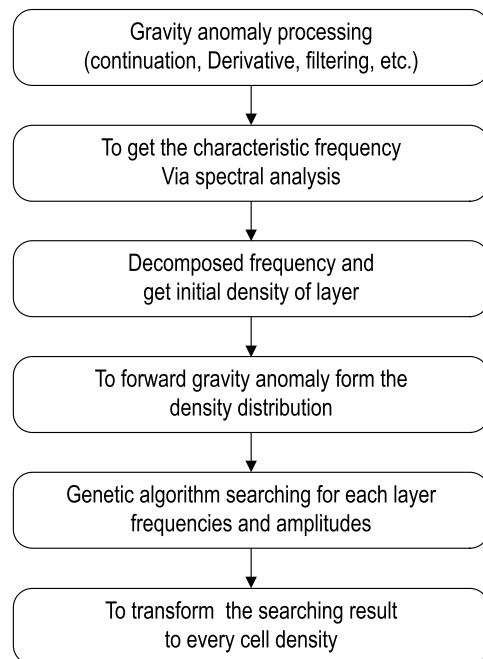 Gravity anomaly processing
(continuation, Derivative, filtering, etc.)
To get the characteristic frequency
Via spectral analysis
Decomposed frequency and
get initial density of layer
To forward gravity anomaly form the
density distribution
Genetic algorithm searching for each layer
frequencies and amplitudes
To transform the searching result
to every cell density